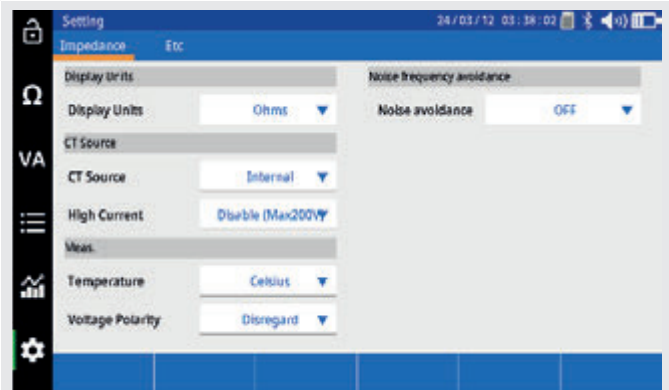 Setting 24/03/12 03:38:02
Impedance Etc
Display Units
Display Units Ohms
CT Source
CT Source Internal
High Current Disable (Max200V
Meas.
Temperature Celsius
Voltage Polarity Disregard
Noise frequency avoidance
Noise avoidance OFF
Ω
VA